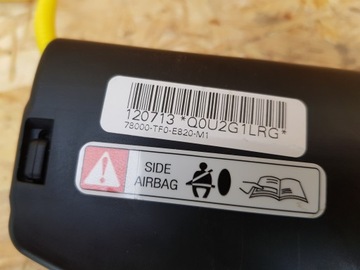 120713 *Q0U2G1LRG*
78000-TF0-E820-M1
SIDE
AIRBAG